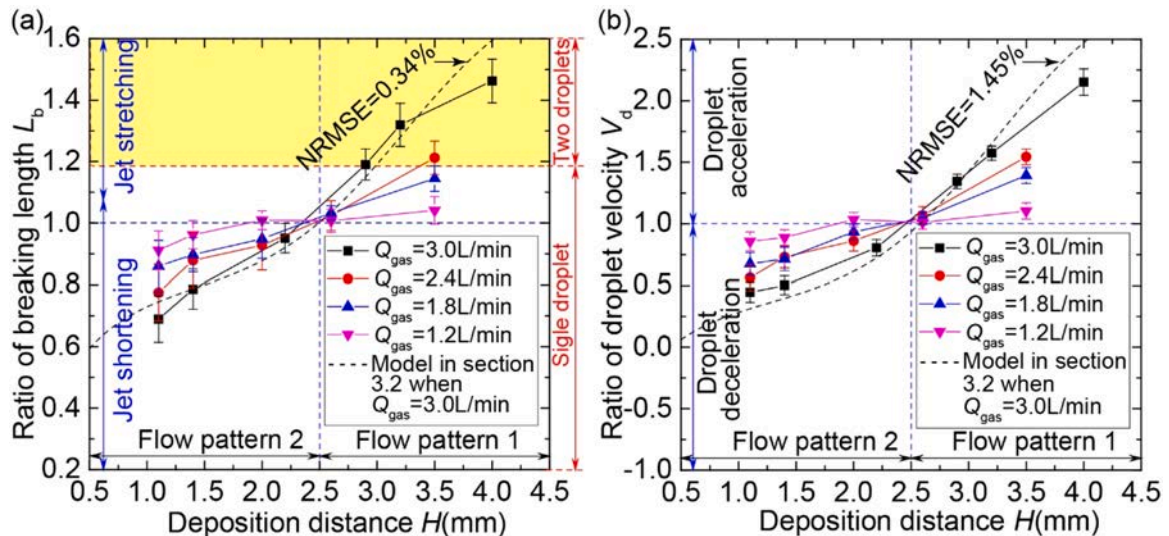 (a)
Ratio of breaking length L_b
1.6
1.4
1.2
1.0
0.8
0.6
0.4
0.2
Jet stretching
Jet shortening
NRMSE=0.34%
Two droplets
Sigle droplet
Q_gas=3.0L/min
Q_gas=2.4L/min
Q_gas=1.8L/min
Q_gas=1.2L/min
Model in section
3.2 when
Q_gas=3.0L/min
Flow pattern 2
Flow pattern 1
0.5 1.0 1.5 2.0 2.5 3.0 3.5 4.0 4.5
Deposition distance H(mm)
(b)
Ratio of droplet velocity V_d
2.5
2.0
1.5
1.0
0.5
0.0
-0.5
-1.0
Droplet
acceleration
Droplet
deceleration
NRMSE=1.45%
Q_gas=3.0L/min
Q_gas=2.4L/min
Q_gas=1.8L/min
Q_gas=1.2L/min
Model in section
3.2 when
Q_gas=3.0L/min
Flow pattern 2
Flow pattern 1
0.5 1.0 1.5 2.0 2.5 3.0 3.5 4.0 4.5
Deposition distance H(mm)